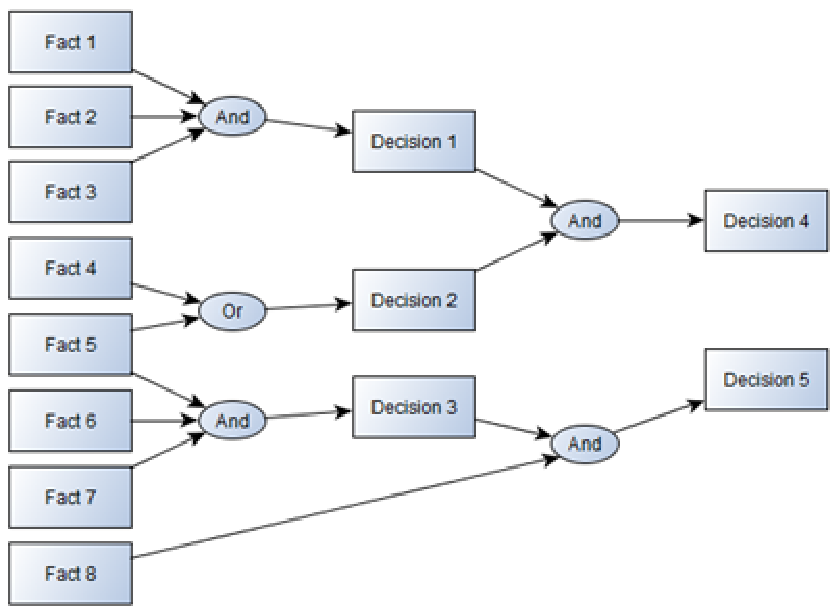 Fact 1
Fact 2
Fact 3
Fact 4
Fact 5
Fact 6
Fact 7
Fact 8
And
Or
And
Decision 1
Decision 2
Decision 3
And
And
Decision 4
Decision 5